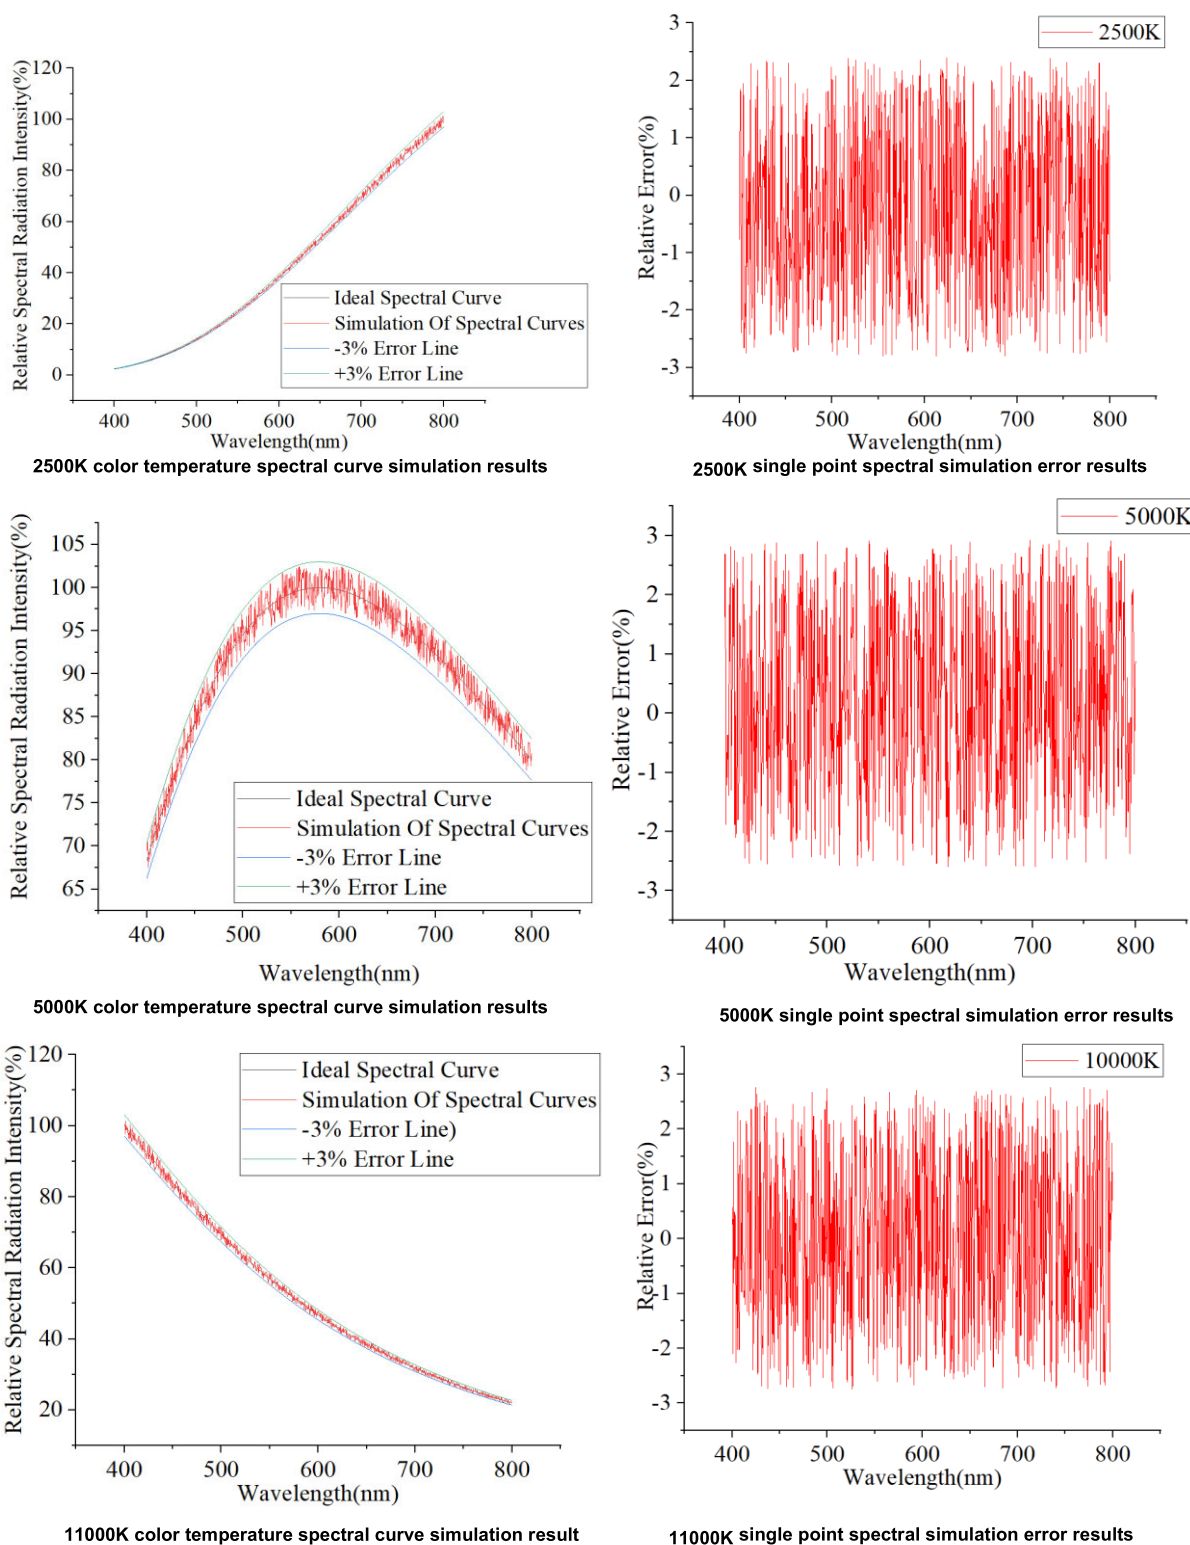 Relative Spectral Radiation Intensity(%)
120
100
80
60
40
20
0
Ideal Spectral Curve
Simulation Of Spectral Curves
-3% Error Line
+3% Error Line
400 500 600 700 800
Wavelength(nm)
2500K color temperature spectral curve simulation results
Relative Error(%)
3
2
1
0
-1
-2
-3
2500K
400 500 600 700 800
Wavelength(nm)
2500K single point spectral simulation error results
Relative Spectral Radiation Intensity(%)
105
100
95
90
85
80
75
70
65
Ideal Spectral Curve
Simulation Of Spectral Curves
-3% Error Line
+3% Error Line
400 500 600 700 800
Wavelength(nm)
5000K color temperature spectral curve simulation results
Relative Error(%)
3
2
1
0
-1
-2
-3
5000K
400 500 600 700 800
Wavelength(nm)
5000K single point spectral simulation error results
Relative Spectral Radiation Intensity(%)
120
100
80
60
40
20
Ideal Spectral Curve
Simulation Of Spectral Curves
-3% Error Line)
+3% Error Line
400 500 600 700 800
Wavelength(nm)
11000K color temperature spectral curve simulation result
Relative Error(%)
3
2
1
0
-1
-2
-3
10000K
400 500 600 700 800
Wavelength(nm)
11000K single point spectral simulation error results